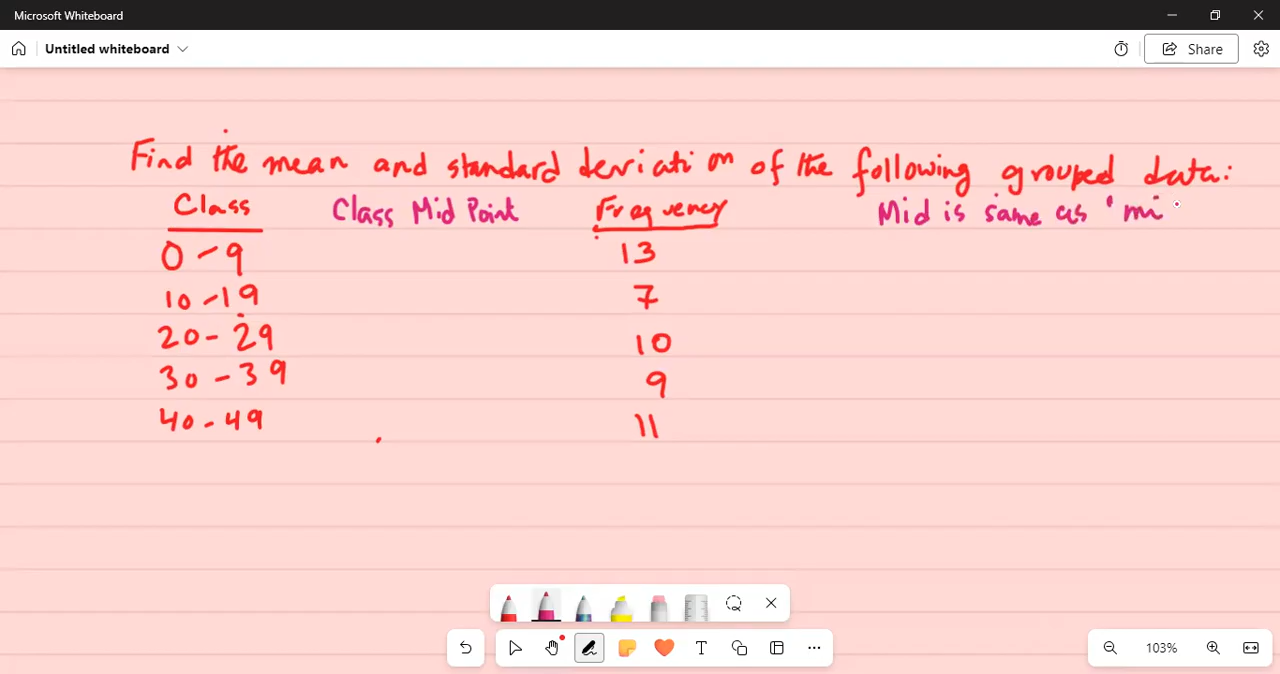 Microsoft Whiteboard
Untitled whiteboard
Share
Find the mean and standard deviation of the following grouped data:
Class Class Mid Point Frequency Mid is same as 'mi
0-9 13
10-19 7
20-29 10
30-39 9
40-49 11
103%